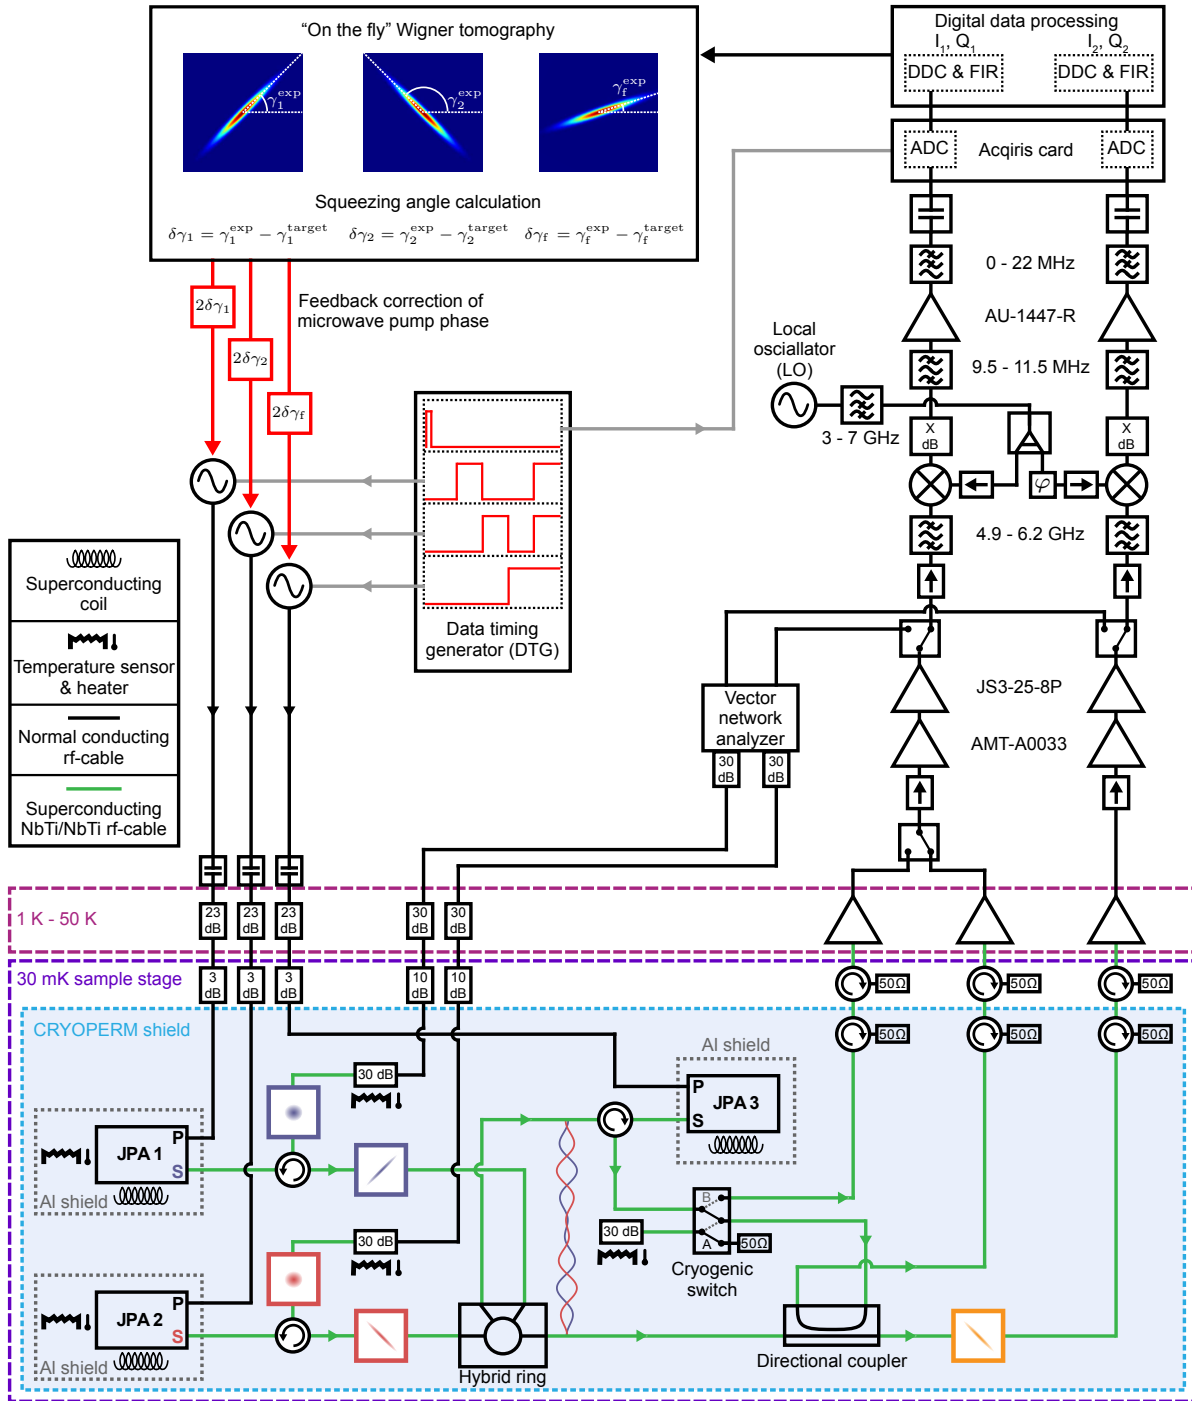 “On the fly” Wigner tomography
γ₁ᵉˣᵖ
γ₂ᵉˣᵖ
γfᵉˣᵖ
Squeezing angle calculation
δγ₁ = γ₁ᵉˣᵖ − γ₁ᵗᵃʳᵍᵉᵗ
δγ₂ = γ₂ᵉˣᵖ − γ₂ᵗᵃʳᵍᵉᵗ
δγf = γfᵉˣᵖ − γfᵗᵃʳᵍᵉᵗ
Digital data processing
I₁, Q₁
I₂, Q₂
DDC & FIR
DDC & FIR
ADC
Acqiris card
ADC
0 - 22 MHz
AU-1447-R
9.5 - 11.5 MHz
2δγ₁
2δγ₂
2δγf
Feedback correction of
microwave pump phase
Local
osciallator
(LO)
3 - 7 GHz
X
dB
X
dB
φ
4.9 - 6.2 GHz
Data timing
generator (DTG)
Superconducting
coil
Temperature sensor
& heater
Normal conducting
rf-cable
Superconducting
NbTi/NbTi rf-cable
Vector
network
analyzer
30
dB
30
dB
JS3-25-8P
AMT-A0033
1 K - 50 K
23
dB
23
dB
23
dB
30
dB
30
dB
30 mK sample stage
3
dB
3
dB
3
dB
10
dB
10
dB
50Ω
50Ω
50Ω
CRYOPERM shield
50Ω
50Ω
50Ω
Al shield
P
JPA 3
S
30 dB
P
JPA 1
S
Al shield
B
A
30 dB
50Ω
Cryogenic
switch
30 dB
P
JPA 2
S
Al shield
Hybrid ring
Directional coupler